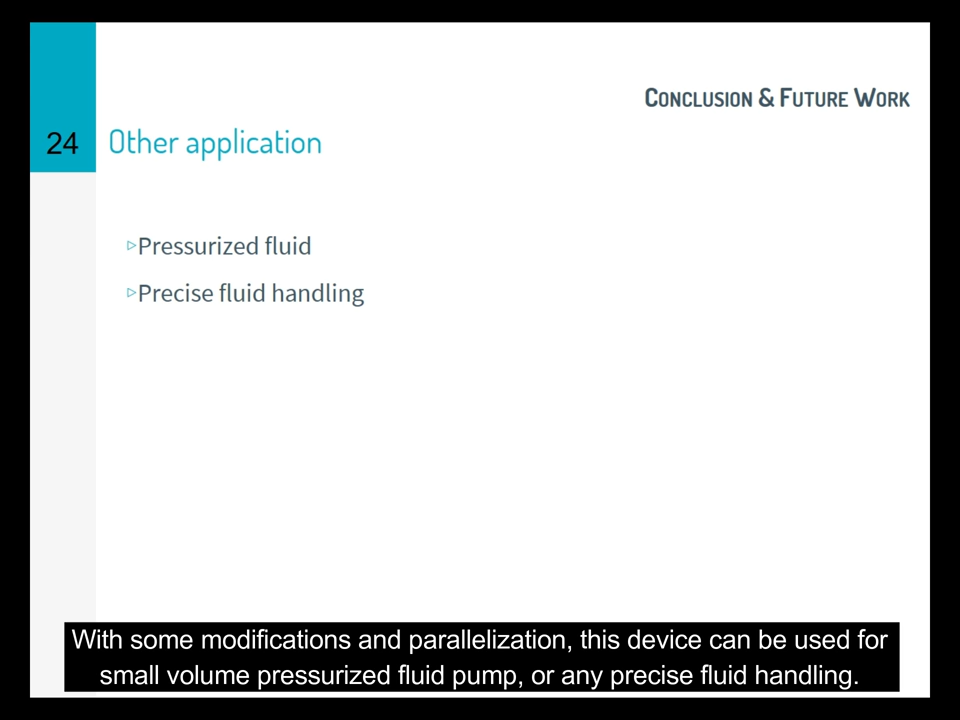 CONCLUSION & FUTURE WORK
24
Other application
▹Pressurized fluid
▹Precise fluid handling
With some modifications and parallelization, this device can be used for
small volume pressurized fluid pump, or any precise fluid handling.